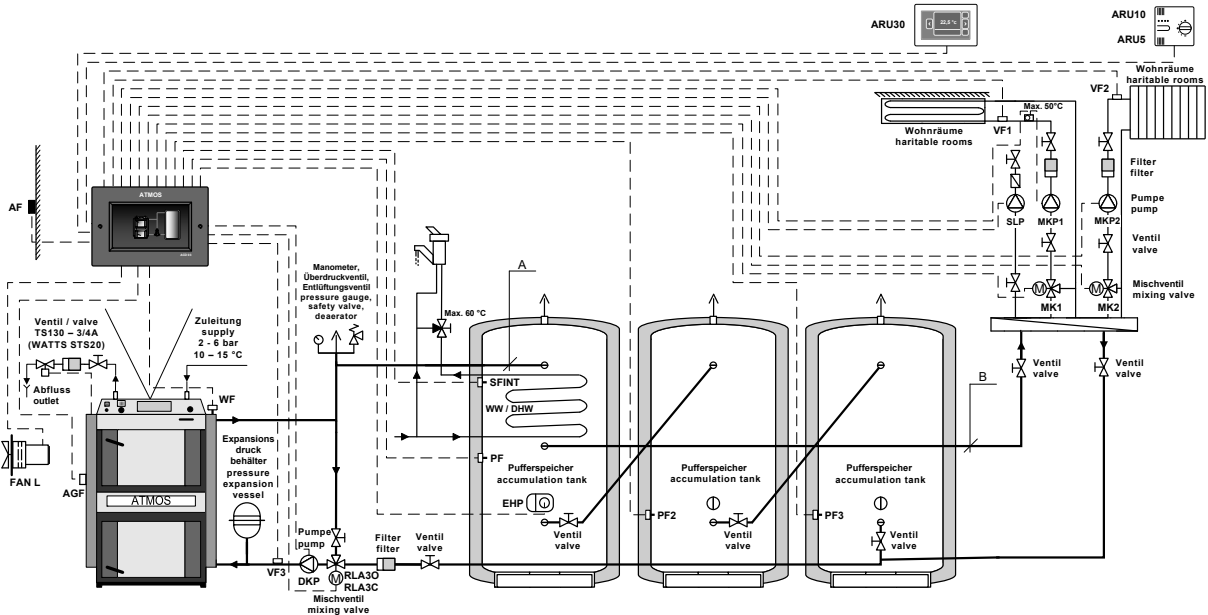 ARU30
22,5 °c
ARU10
ARU5
Wohnräume
haritable rooms
VF2
Max. 50°C
VF1
Wohnräume
haritable rooms
Filter
filter
Pumpe
pump
SLP
MKP1
MKP2
Ventil
valve
Mischventil
mixing valve
M
M
MK1
MK2
AF
ATMOS
Manometer,
Überdruckventil,
Entlüftungsventil
pressure gauge,
safety valve,
deaerator
A
Max. 60 °C
Ventil / valve
TS130 – 3/4A
(WATTS STS20)
Zuleitung
supply
2 - 6 bar
10 – 15 °C
Abfluss
outlet
WF
SFINT
WW / DHW
Ventil
valve
Ventil
valve
B
FAN L
AGF
ATMOS
Expansions
druck
behälter
pressure
expansion
vessel
PF
Pufferspeicher
accumulation tank
Pufferspeicher
accumulation tank
Pufferspeicher
accumulation tank
EHP
PF2
PF3
Ventil
valve
Ventil
valve
Ventil
valve
VF3
Pumpe
pump
DKP
M
RLA3O
RLA3C
Filter
filter
Ventil
valve
Mischventil
mixing valve